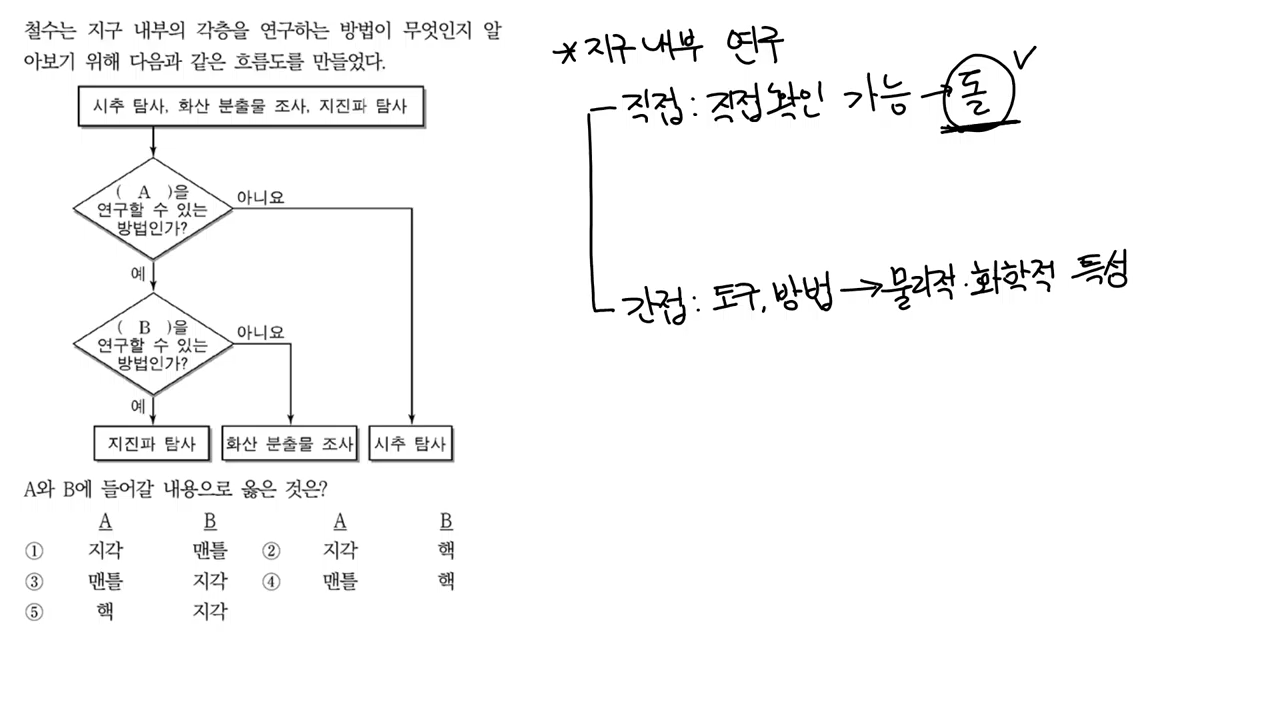 철수는 지구 내부의 각층을 연구하는 방법이 무엇인지 알
아보기 위해 다음과 같은 흐름도를 만들었다.
시추 탐사, 화산 분출물 조사, 지진파 탐사
( A )을
연구할 수 있는
방법인가?
아니요
예
( B )을
연구할 수 있는
방법인가?
아니요
예
지진파 탐사
화산 분출물 조사
시추 탐사
A와 B에 들어갈 내용으로 옳은 것은?
A B A B
① 지각 맨틀 ② 지각 핵
③ 맨틀 지각 ④ 맨틀 핵
⑤ 핵 지각
* 지구 내부 연구
직접 : 직접 확인 가능 → 돌 ✓
간접 : 도구, 방법 → 물리적·화학적 특성